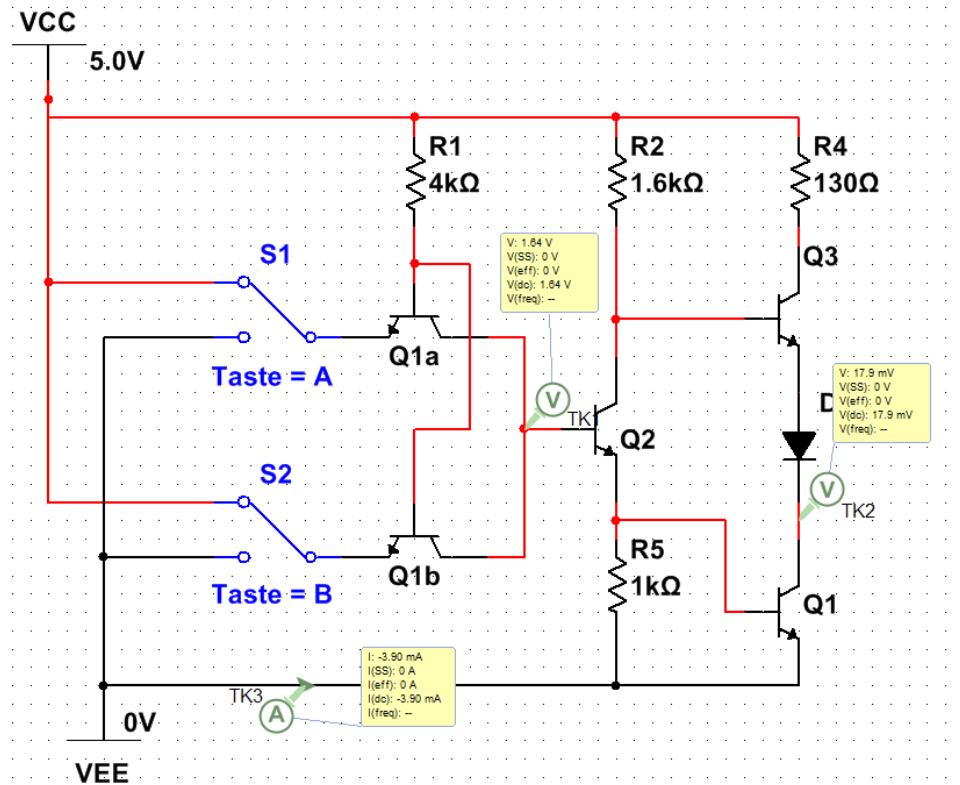 VCC
5.0V
R1
4kΩ
R2
1.6kΩ
R4
130Ω
S1
Taste = A
Q1a
V: 1.64 V
V(SS): 0 V
V(eff): 0 V
V(dc): 1.64 V
V(freq): --
V
TK1
Q3
V: 17.9 mV
V(SS): 0 V
V(eff): 0 V
V(dc): 17.9 mV
V(freq): --
V
TK2
Q2
S2
Taste = B
Q1b
R5
1kΩ
Q1
I: -3.90 mA
I(SS): 0 A
I(eff): 0 A
I(dc): -3.90 mA
I(freq): --
TK3
A
0V
VEE